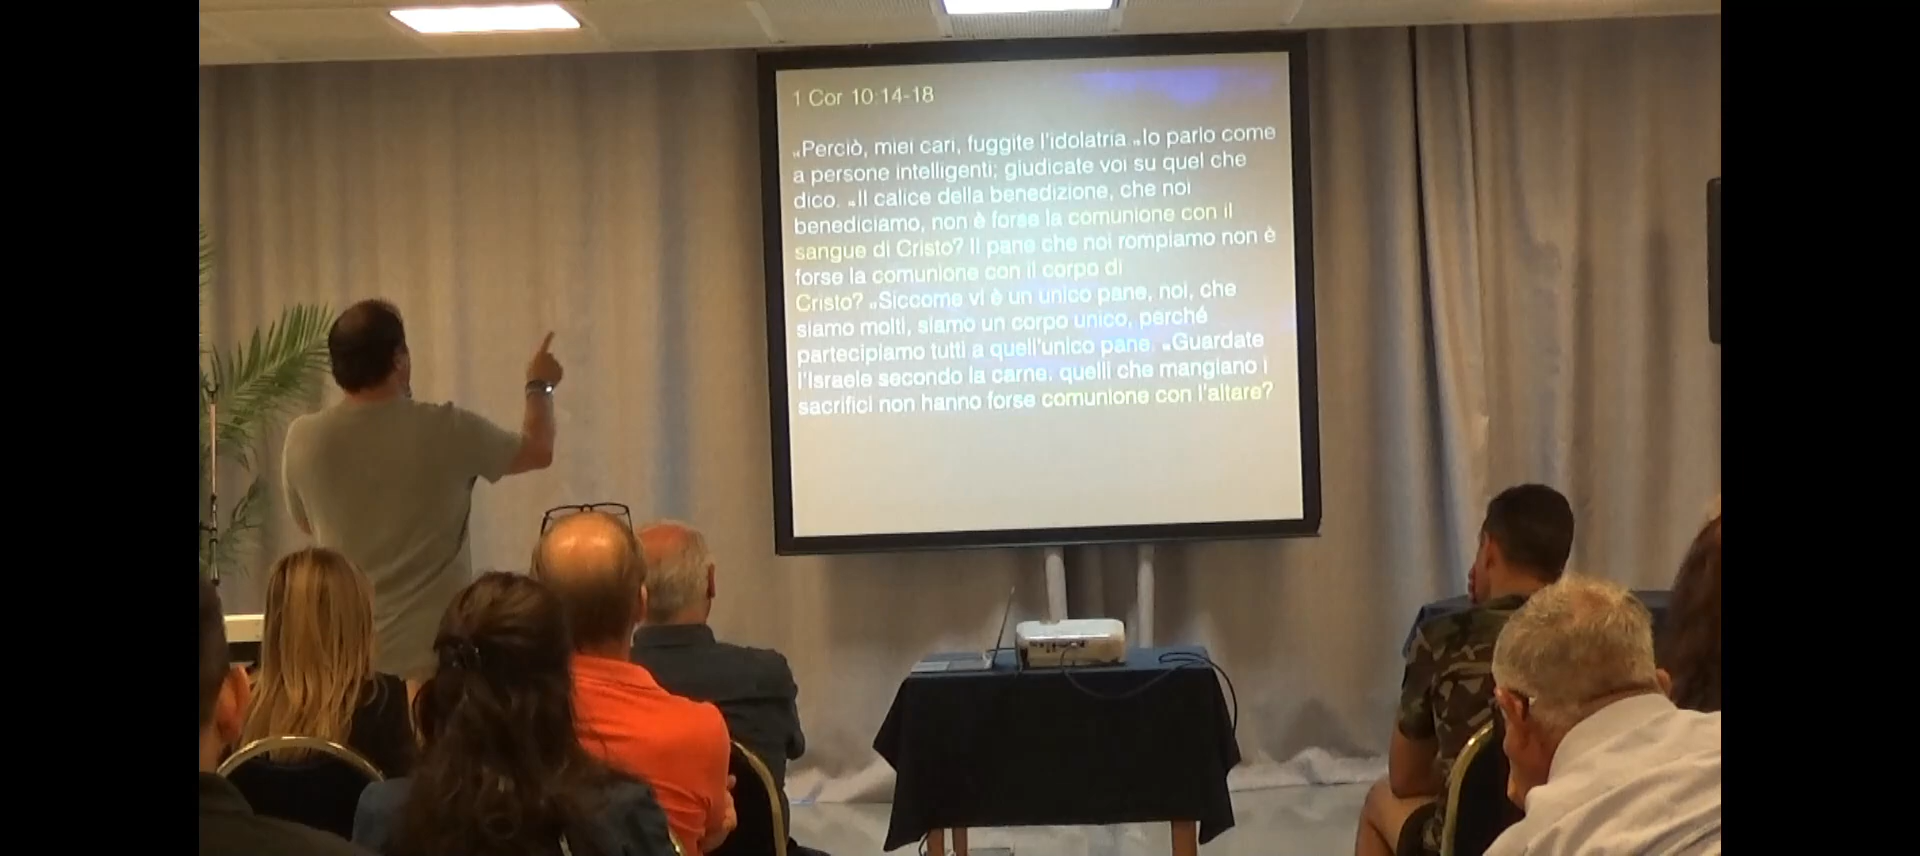 1 Cor 10:14-18
Perciò, miei cari, fuggite l'idolatria Io parlo come
a persone intelligenti; giudicate voi su quel che
dico. Il calice della benedizione, che noi
benediciamo, non è forse la comunione con il
sangue di Cristo? Il pane che noi rompiamo non è
forse la comunione con il corpo di
Cristo? Siccome vi è un unico pane, noi, che
siamo molti, siamo un corpo unico, perché
partecipiamo tutti a quell'unico pane. Guardate
l'Israele secondo la carne: quelli che mangiano i
sacrifici non hanno forse comunione con l'altare?